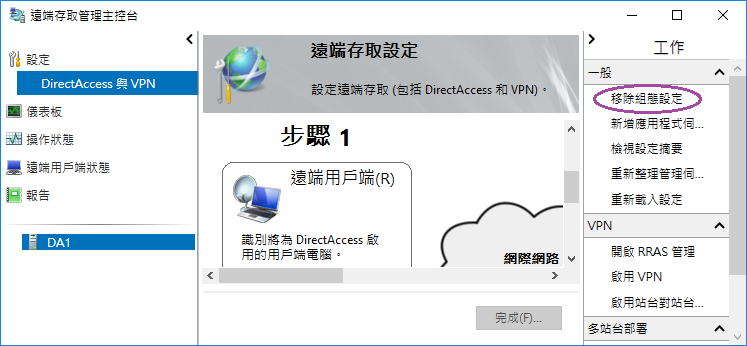 遠端存取管理主控台
設定
DirectAccess 與 VPN
儀表板
操作狀態
遠端用戶端狀態
報告
DA1
遠端存取設定
設定遠端存取 (包括 DirectAccess 和 VPN)。
步驟 1
遠端用戶端(R)
識別將為 DirectAccess 啟
用的用戶端電腦。
網際網路
完成(F)...
工作
一般
移除組態設定
新增應用程式伺...
檢視設定摘要
重新整理管理伺...
重新載入設定
VPN
開啟 RRAS 管理
啟用 VPN
啟用站台對站台...
多站台部署